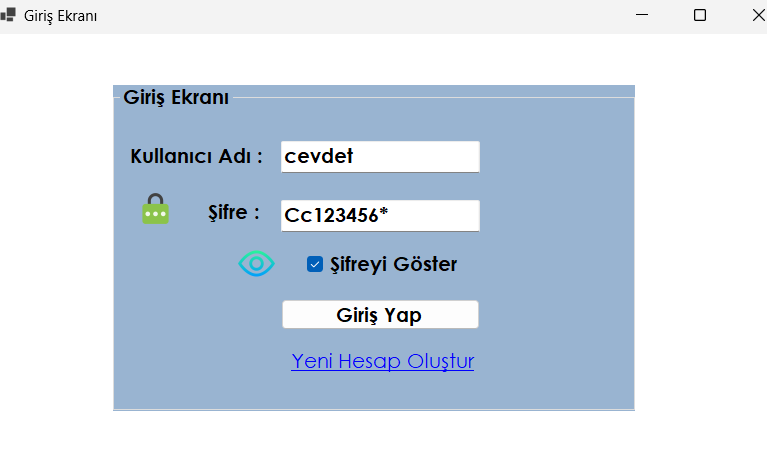 Giriş Ekranı
Giriş Ekranı
Kullanıcı Adı : cevdet
Şifre : Cc123456*
Şifreyi Göster
Giriş Yap
Yeni Hesap Oluştur